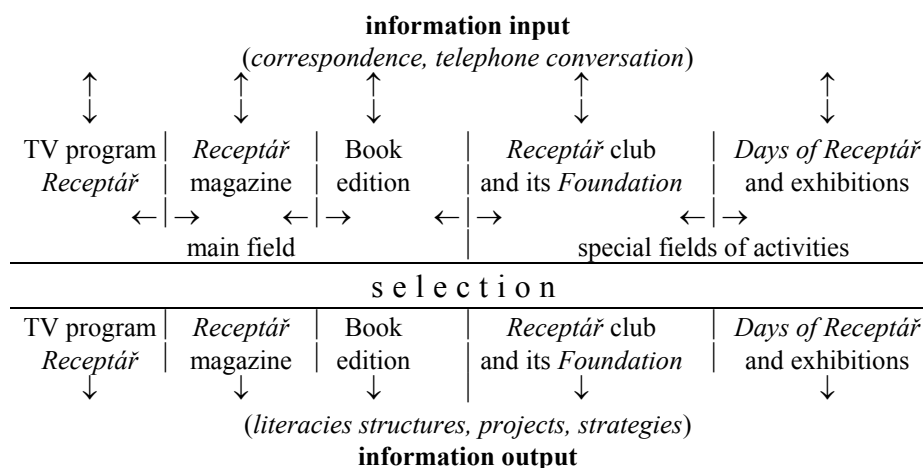 information input
(correspondence, telephone conversation)
↑ ↑ ↑ ↑ ↑
↓ ↓ ↓ ↓ ↓
TV program | Receptář | Book | Receptář club | Days of Receptář
Receptář | magazine | edition | and its Foundation | and exhibitions
←|→ ←|→ ←|→ ←|→
main field | special fields of activities
selection
TV program | Receptář | Book | Receptář club | Days of Receptář
Receptář | magazine | edition | and its Foundation | and exhibitions
↓ ↓ ↓ ↓ ↓
(literacies structures, projects, strategies)
information output